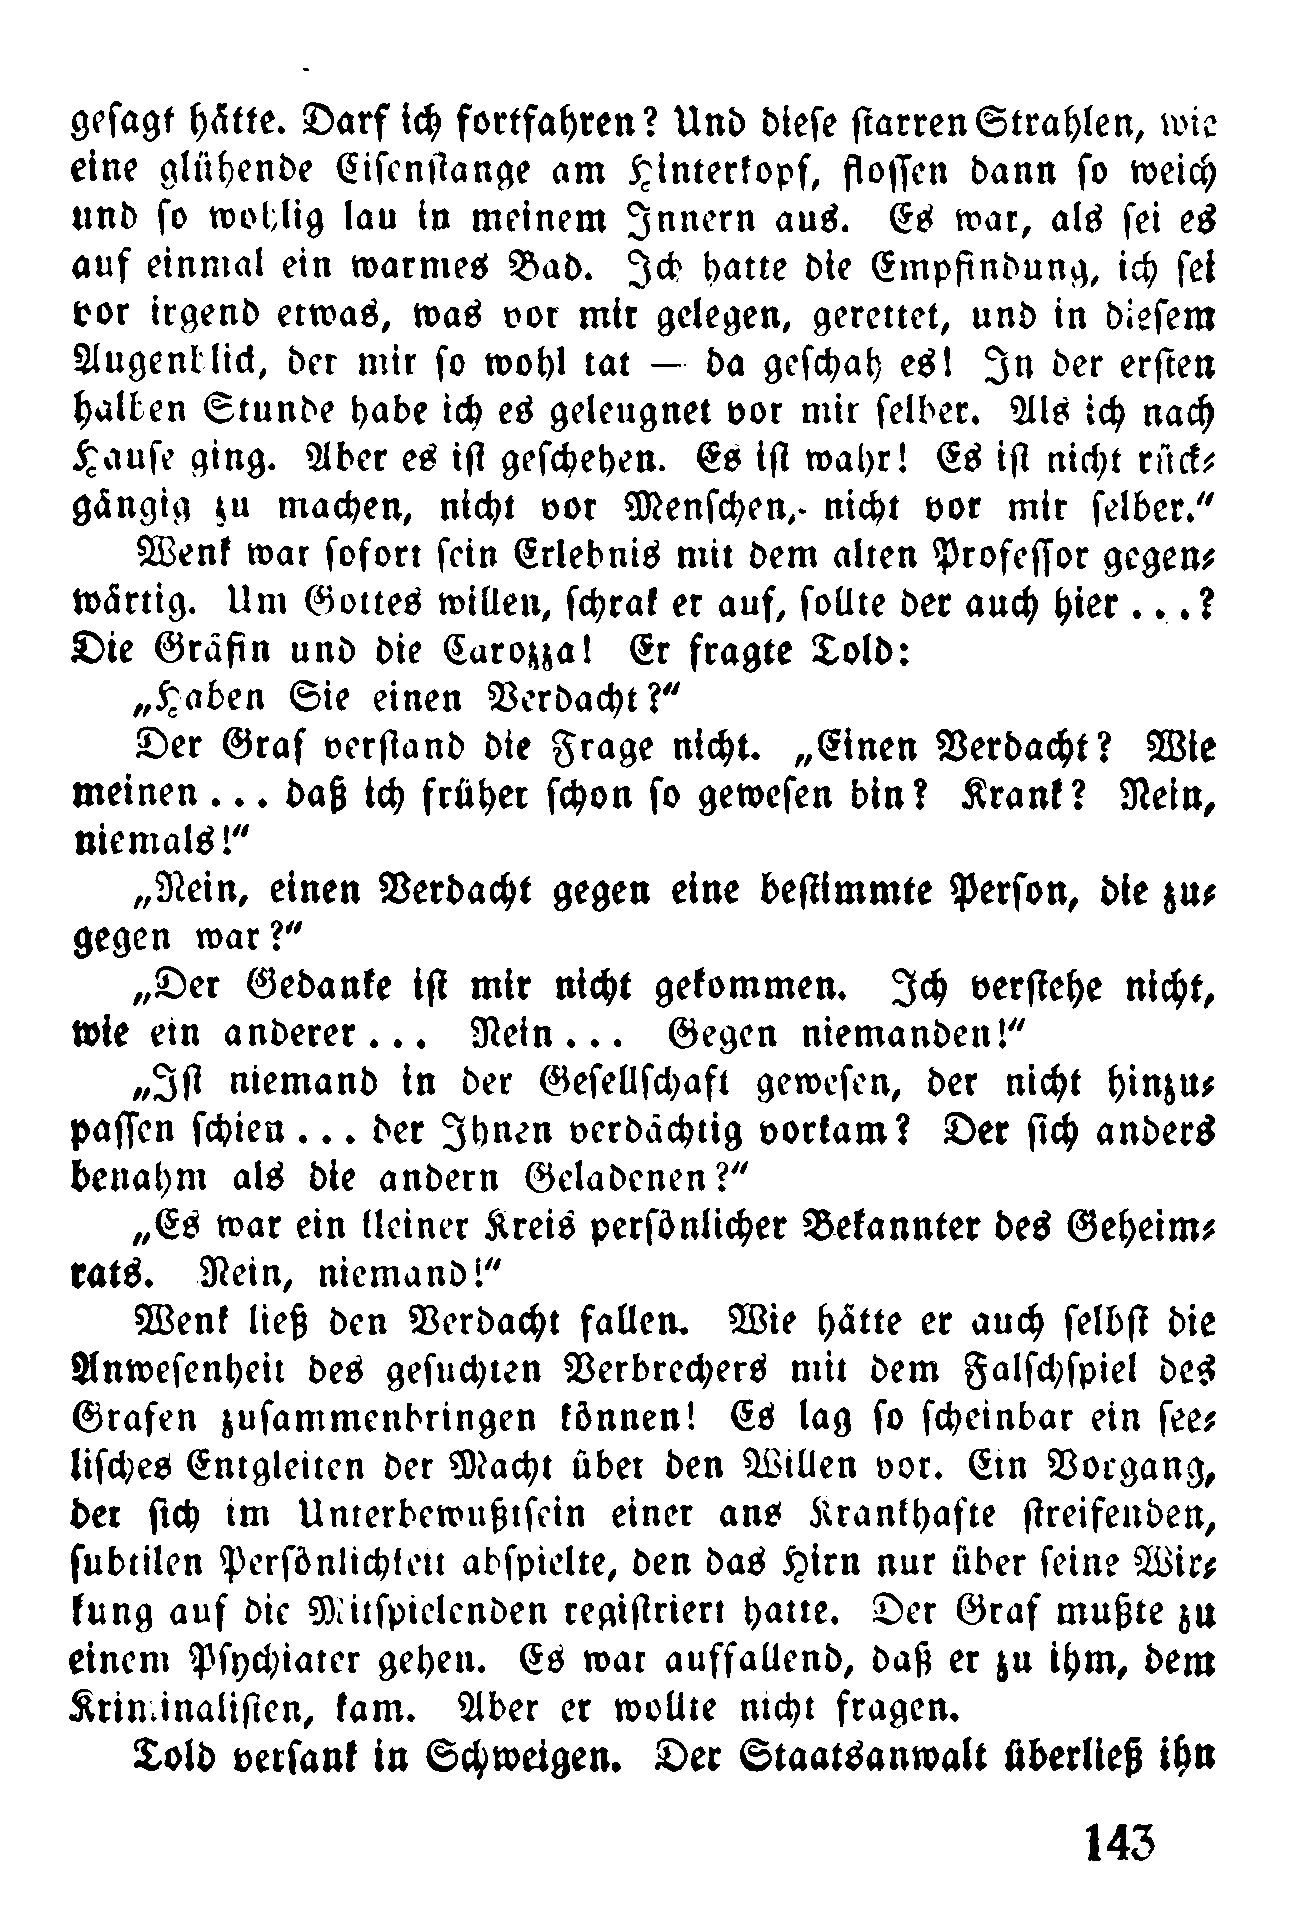 gesagt hätte. Darf ich fortfahren? Und diese starren Strahlen, wie
eine glühende Eisenstange am Hinterkopf, flossen dann so weich
und so wohlig lau in meinem Innern aus. Es war, als sei es
auf einmal ein warmes Bad. Ich hatte die Empfindung, ich sei
vor irgend etwas, was vor mir gelegen, gerettet, und in diesem
Augenblick, der mir so wohl tat — da geschah es! In der ersten
halben Stunde habe ich es geleugnet vor mir selber. Als ich nach
Hause ging. Aber es ist geschehen. Es ist wahr! Es ist nicht rück-
gängig zu machen, nicht vor Menschen, nicht vor mir selber.“
Wenk war sofort sein Erlebnis mit dem alten Professor gegen-
wärtig. Um Gottes willen, schrak er auf, sollte der auch hier ...?
Die Gräfin und die Carozza! Er fragte Told:
„Haben Sie einen Verdacht?“
Der Graf verstand die Frage nicht. „Einen Verdacht? Wie
meinen ... daß ich früher schon so gewesen bin? Krank? Nein,
niemals!“
„Nein, einen Verdacht gegen eine bestimmte Person, die zu-
gegen war?“
„Der Gedanke ist mir nicht gekommen. Ich verstehe nicht,
wie ein anderer ... Nein ... Gegen niemanden!“
„Ist niemand in der Gesellschaft gewesen, der nicht hinzu-
passen schien ... der Ihnen verdächtig vorkam? Der sich anders
benahm als die andern Geladenen?“
„Es war ein kleiner Kreis persönlicher Bekannter des Geheim-
rats. Nein, niemand!“
Wenk ließ den Verdacht fallen. Wie hätte er auch selbst die
Anwesenheit des gesuchten Verbrechers mit dem Falschspiel des
Grafen zusammenbringen können! Es lag so scheinbar ein see-
lisches Entgleiten der Macht über den Willen vor. Ein Vorgang,
der sich im Unterbewußtsein einer ans Krankhafte streifenden,
subtilen Persönlichkeit abspielte, den das Hirn nur über seine Wir-
kung auf die Mitspielenden registriert hatte. Der Graf mußte zu
einem Psychiater gehen. Es war auffallend, daß er zu ihm, dem
Kriminalisten, kam. Aber er wollte nicht fragen.
Told versank in Schweigen. Der Staatsanwalt überließ ihn
143